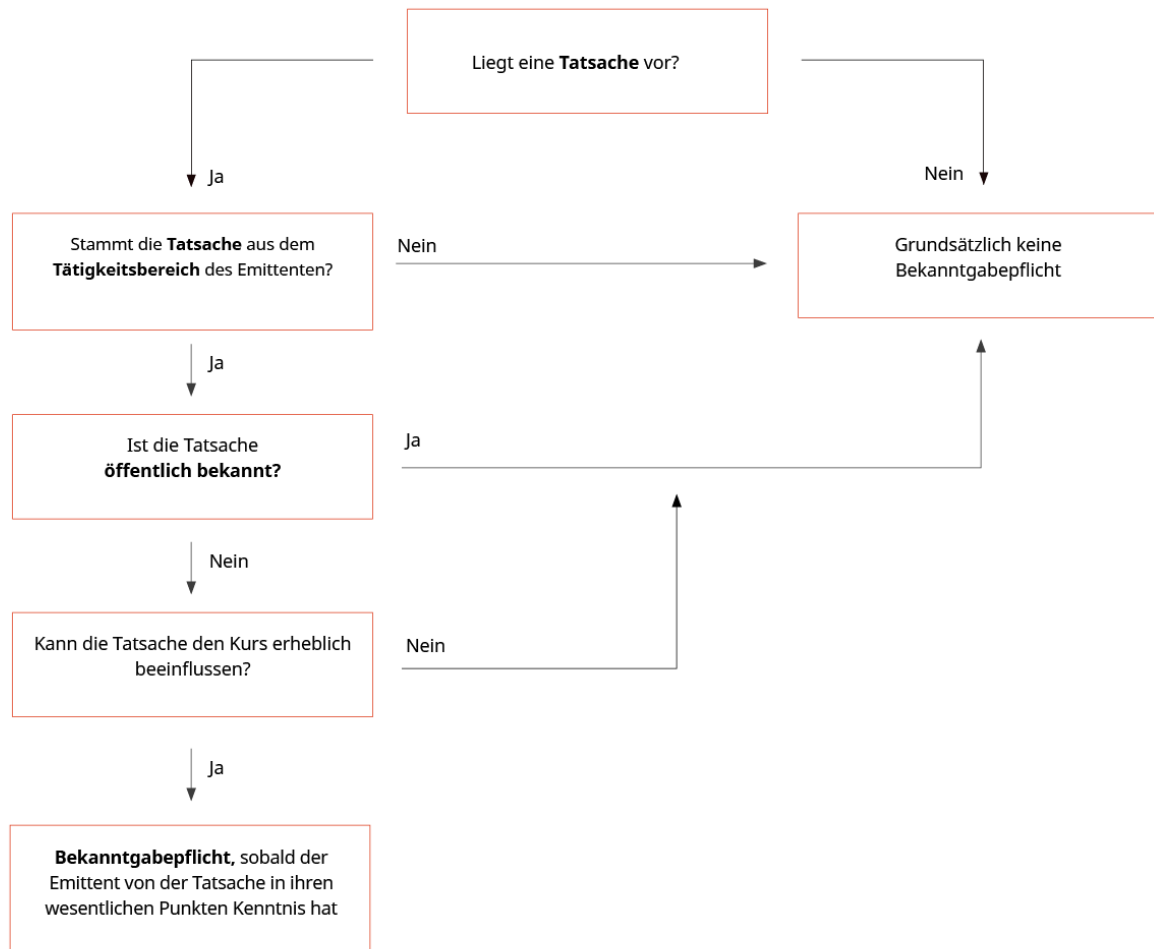 Liegt eine Tatsache vor?
Ja
Nein
Stammt die Tatsache aus dem
Tätigkeitsbereich des Emittenten?
Nein
Grundsätzlich keine
Bekanntgabepflicht
Ja
Ist die Tatsache
öffentlich bekannt?
Ja
Nein
Kann die Tatsache den Kurs erheblich
beeinflussen?
Nein
Ja
Bekanntgabepflicht, sobald der
Emittent von der Tatsache in ihren
wesentlichen Punkten Kenntnis hat